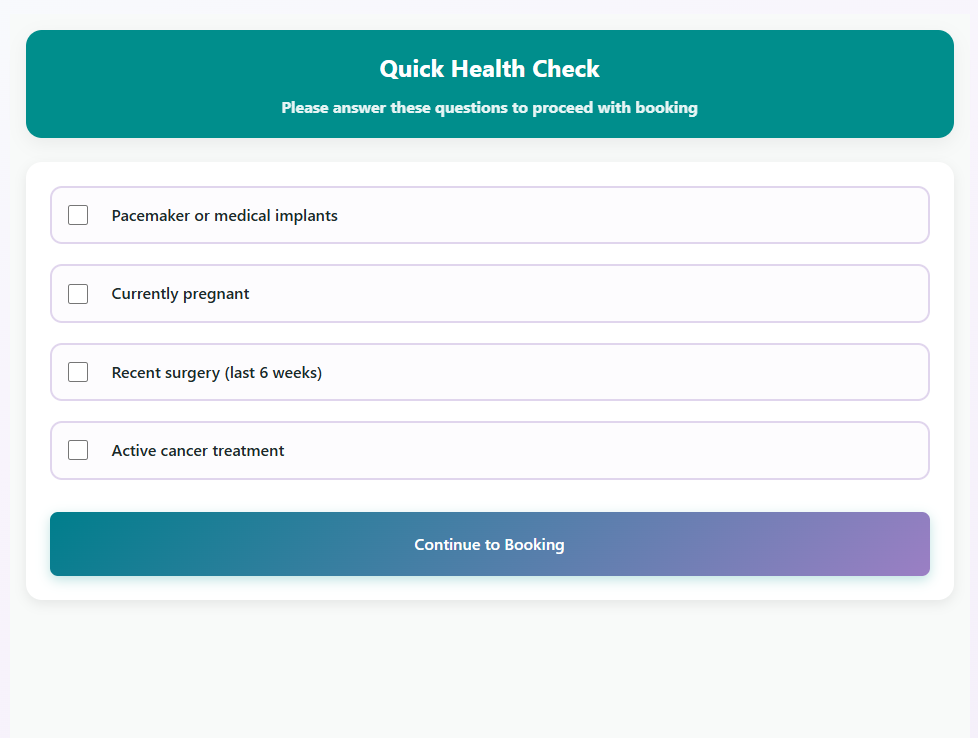 Quick Health Check
Please answer these questions to proceed with booking
Pacemaker or medical implants
Currently pregnant
Recent surgery (last 6 weeks)
Active cancer treatment
Continue to Booking